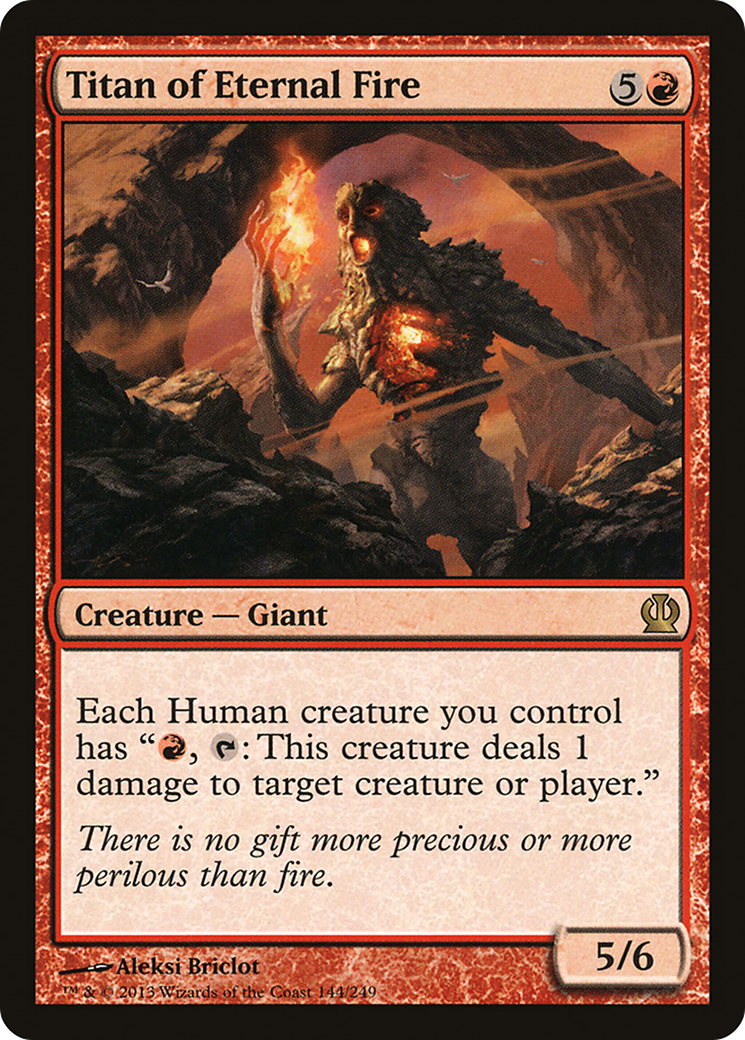 Titan of Eternal Fire 5
Creature — Giant
Each Human creature you control
has “, : This creature deals 1
damage to target creature or player.”
There is no gift more precious or more
perilous than fire.
5/6
Aleksi Briclot
™ & © 2013 Wizards of the Coast 144/249